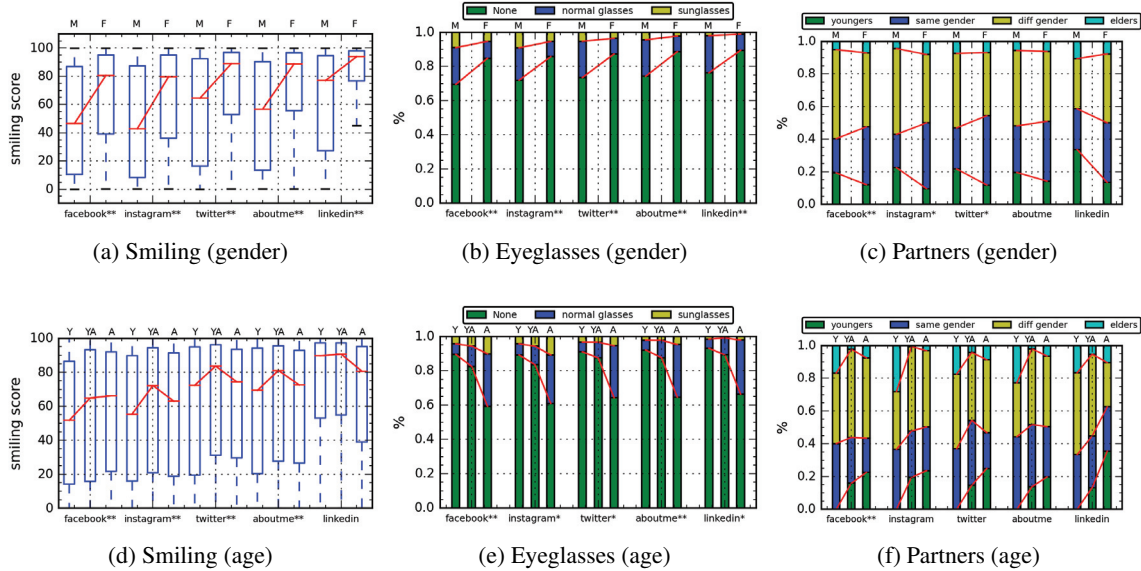 M F M F M F M F M F
100
80
60
40
20
0
smiling score
facebook** instagram** twitter** aboutme** linkedin**
(a) Smiling (gender)
None normal glasses sunglasses
M F M F M F M F M F
1.0
0.8
0.6
0.4
0.2
0.0
%
facebook** instagram** twitter** aboutme** linkedin**
(b) Eyeglasses (gender)
youngers same gender diff gender elders
M F M F M F M F M F
1.0
0.8
0.6
0.4
0.2
0.0
%
facebook** instagram* twitter* aboutme linkedin
(c) Partners (gender)
Y YA A Y YA A Y YA A Y YA A Y YA A
100
80
60
40
20
0
smiling score
facebook** instagram** twitter** aboutme** linkedin
(d) Smiling (age)
None normal glasses sunglasses
Y YA A Y YA A Y YA A Y YA A Y YA A
1.0
0.8
0.6
0.4
0.2
0.0
%
facebook** instagram* twitter* aboutme** linkedin*
(e) Eyeglasses (age)
youngers same gender diff gender elders
Y YA A Y YA A Y YA A Y YA A Y YA A
1.0
0.8
0.6
0.4
0.2
0.0
%
facebook** instagram twitter aboutme linkedin
(f) Partners (age)